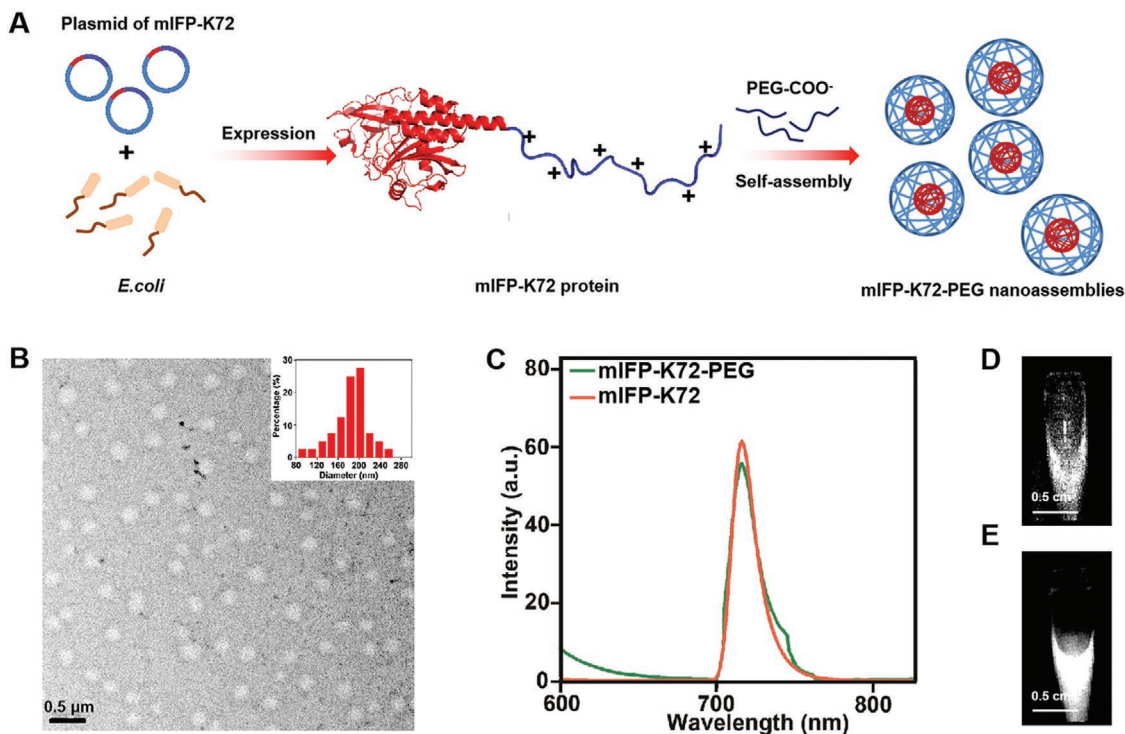 A
Plasmid of mIFP-K72
+
E.coli
Expression
+ + + + + +
mIFP-K72 protein
PEG-COO-
Self-assembly
mIFP-K72-PEG nanoassemblies
B
30
20
10
0
Percentage (%)
80 120 160 200 240 280
Diameter (nm)
0.5 μm
C
mIFP-K72-PEG
mIFP-K72
80
60
40
20
0
Intensity (a.u.)
600 700 800
Wavelength (nm)
D
0.5 cm
E
0.5 cm